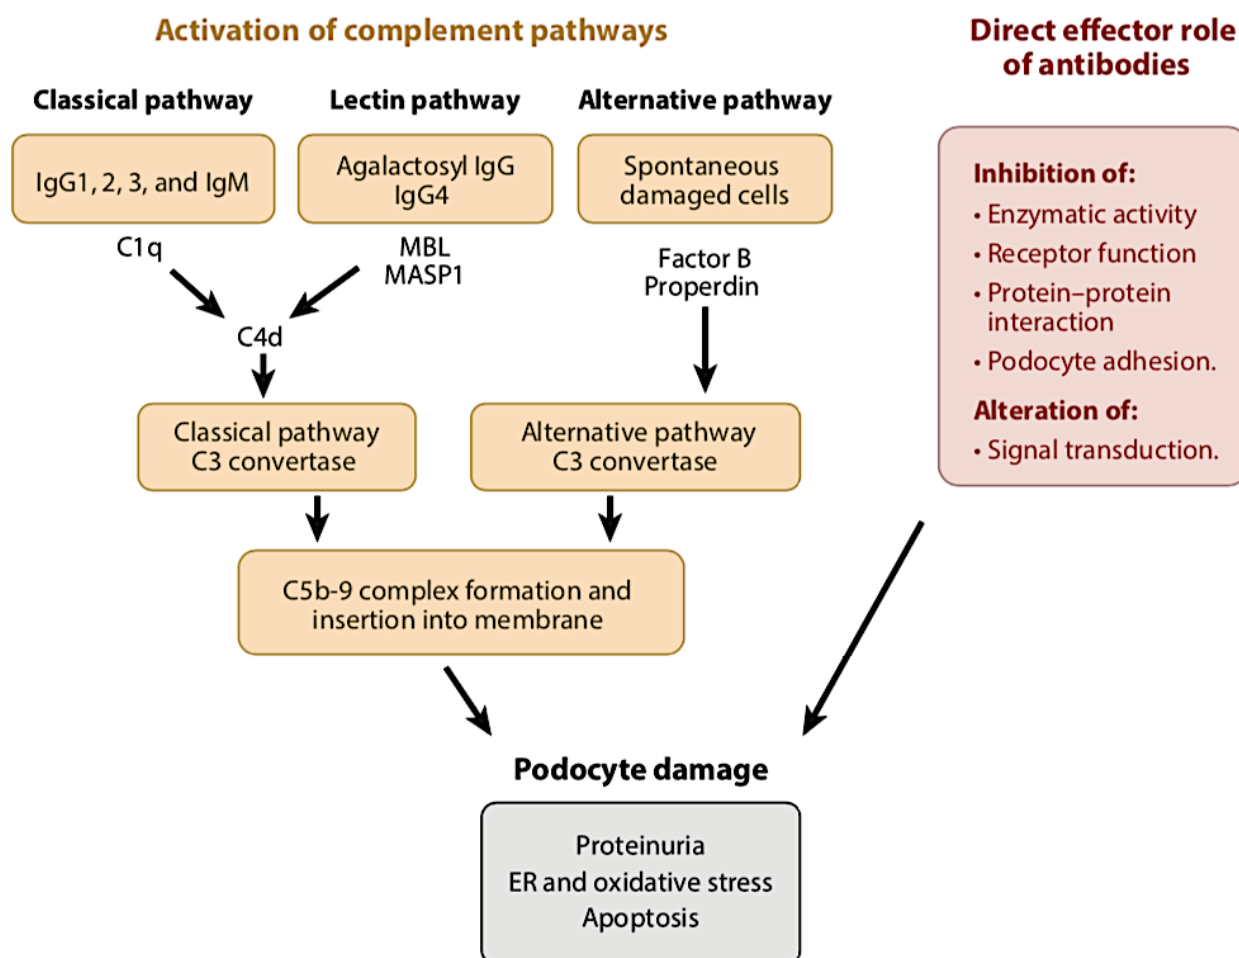 Activation of complement pathways
Direct effector role
of antibodies
Classical pathway
Lectin pathway
Alternative pathway
IgG1, 2, 3, and IgM
Agalactosyl IgG
IgG4
Spontaneous
damaged cells
C1q
MBL
MASP1
Factor B
Properdin
C4d
Classical pathway
C3 convertase
Alternative pathway
C3 convertase
C5b-9 complex formation and
insertion into membrane
Inhibition of:
• Enzymatic activity
• Receptor function
• Protein–protein
interaction
• Podocyte adhesion.
Alteration of:
• Signal transduction.
Podocyte damage
Proteinuria
ER and oxidative stress
Apoptosis